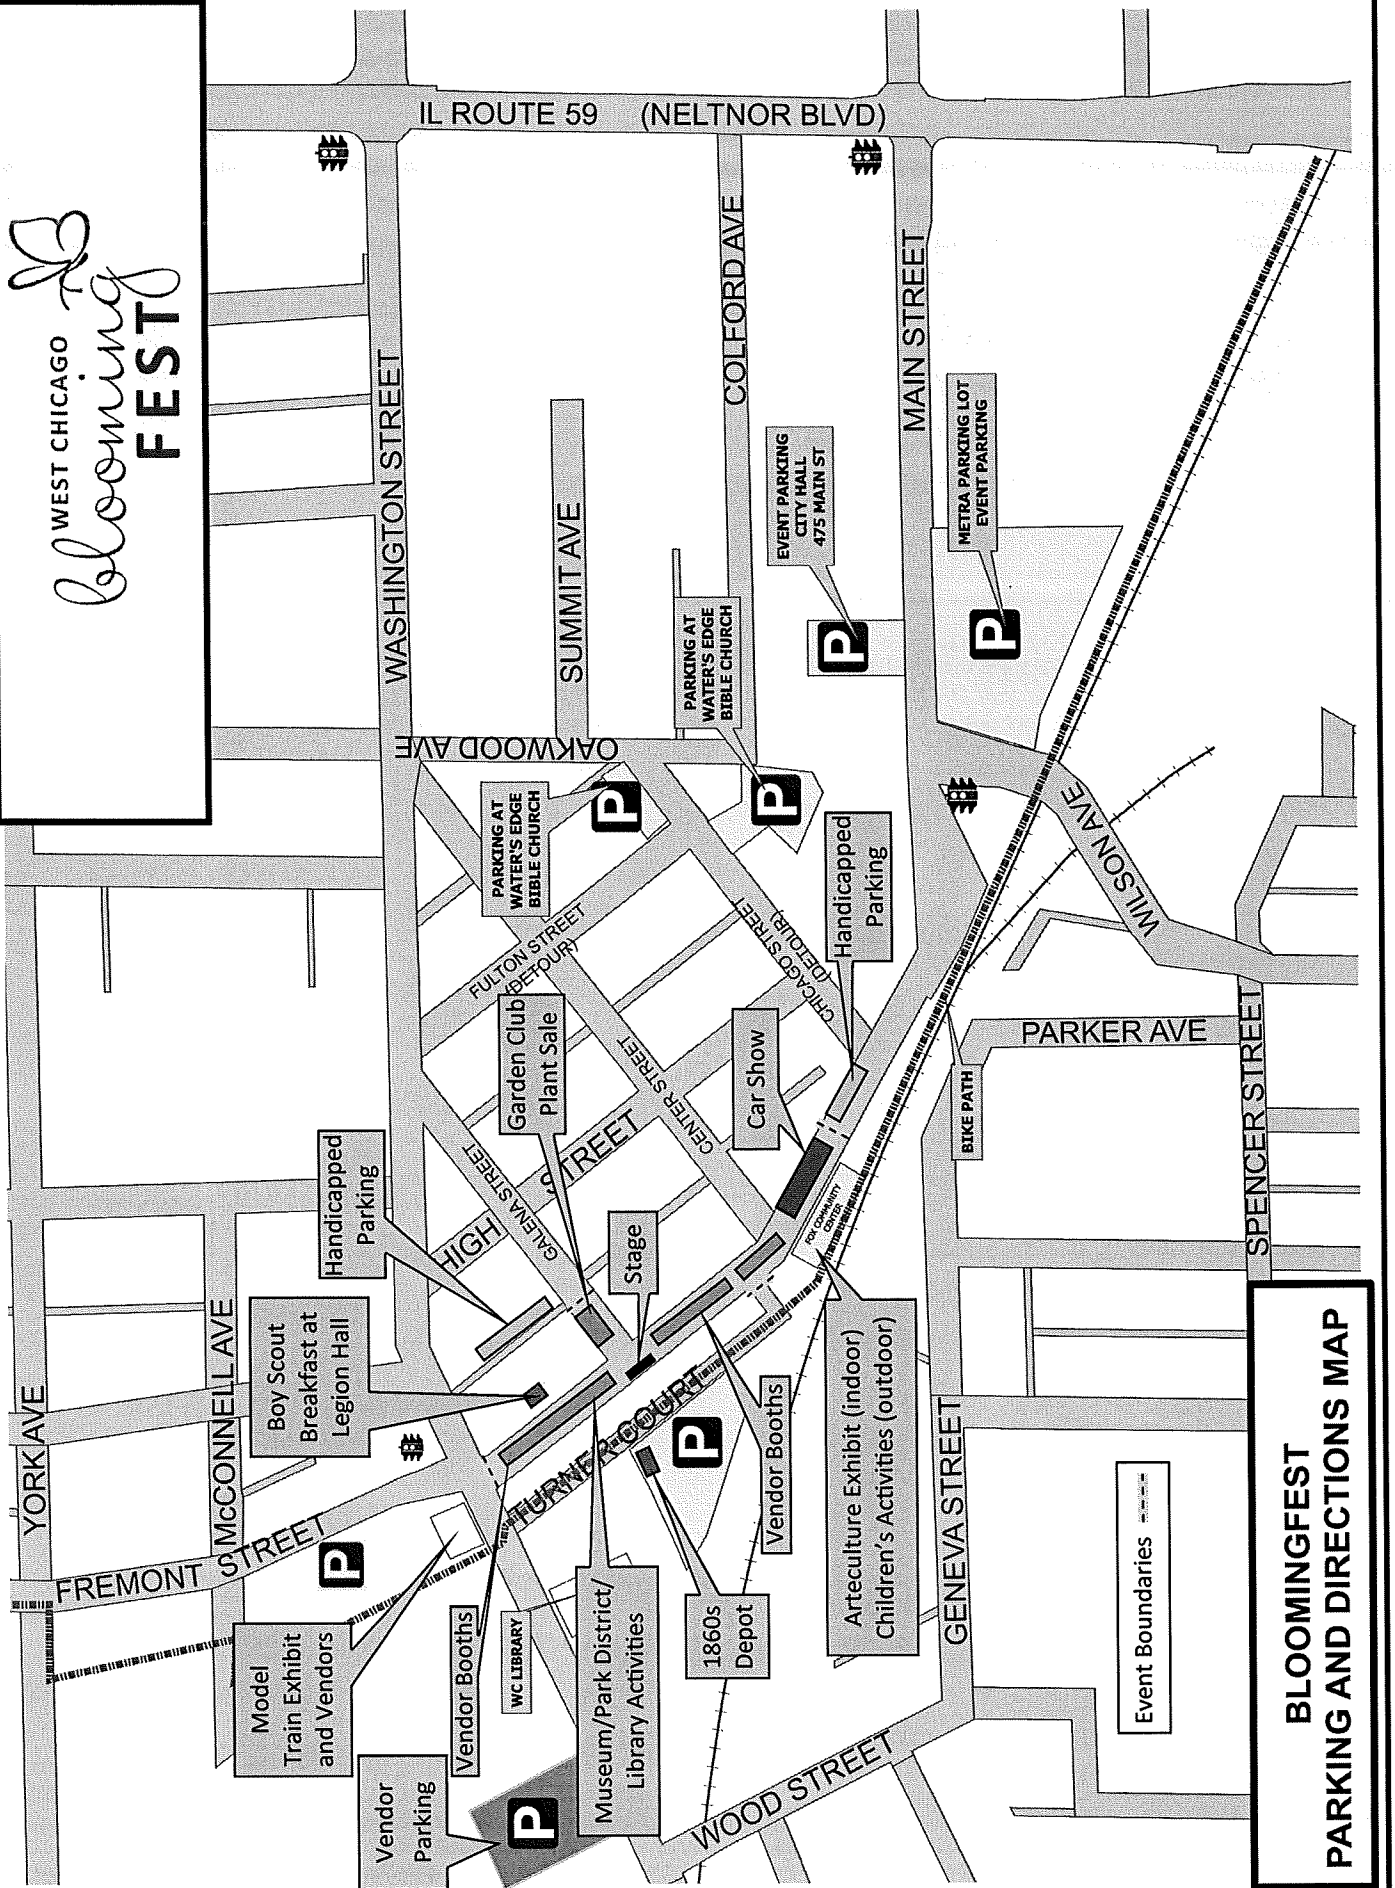 WEST CHICAGO
blooming
FEST
IL ROUTE 59 (NELTNOR BLVD)
WASHINGTON STREET
COLFORD AVE
MAIN STREET
SUMMIT AVE
OAKWOOD AVE
EVENT PARKING
CITY HALL
475 MAIN ST
METRA PARKING LOT
EVENT PARKING
P
P
PARKING AT
WATER'S EDGE
BIBLE CHURCH
P
PARKING AT
WATER'S EDGE
BIBLE CHURCH
P
WILSON AVE
FULTON STREET
(DETOUR)
CHICAGO STREET
(DETOUR)
Handicapped
Parking
CENTER STREET
CENTER STREET
Garden Club
Plant Sale
Car Show
PARKER AVE
BIKE PATH
SPENCER STREET
SPENCER STREET
HIGH STREET
GALENA STREET
GALENA STREET
Handicapped
Parking
Stage
FOX COMMUNITY
CENTER
Boy Scout
Breakfast at
Legion Hall
YORK AVE
McCONNELL AVE
FREMONT STREET
P
TURNER COURT
P
Vendor Booths
Arteculture Exhibit (indoor)
Children's Activities (outdoor)
GENEVA STREET
Model
Train Exhibit
and Vendors
Vendor Booths
WC LIBRARY
Museum/Park District/
Library Activities
1860s
Depot
Vendor
Parking
P
WOOD STREET
Event Boundaries
BLOOMINGFEST
PARKING AND DIRECTIONS MAP